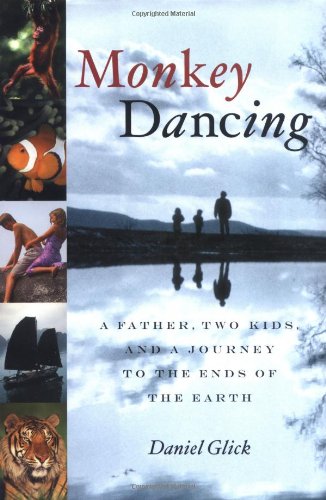 Monkey
Dancing
A FATHER, TWO KIDS,
AND A JOURNEY
TO THE ENDS OF
THE EARTH
Daniel Glick